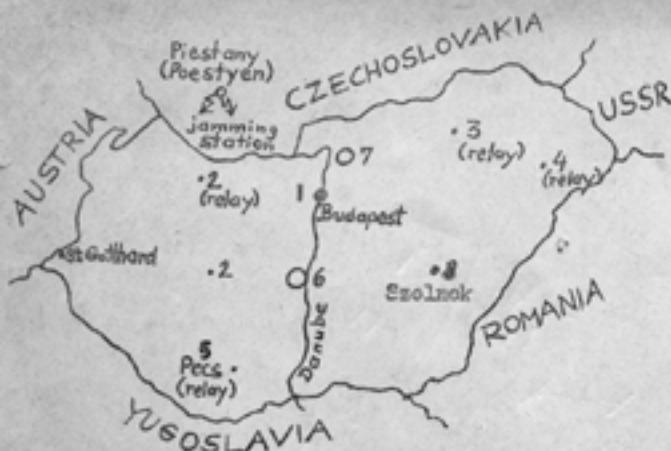 Piestany
(Poestyen)
jamming
station
CZECHOSLOVAKIA
USSR
AUSTRIA
7
3
(relay)
4
(relay)
2
(relay)
1
Budapest
St Gotthard
2
6
8
Szolnok
ROMANIA
Danube
5
Pecs
(relay)
YUGOSLAVIA